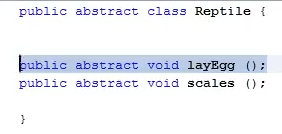 public abstract class Reptile {
public abstract void layEgg ();
public abstract void scales ();
}